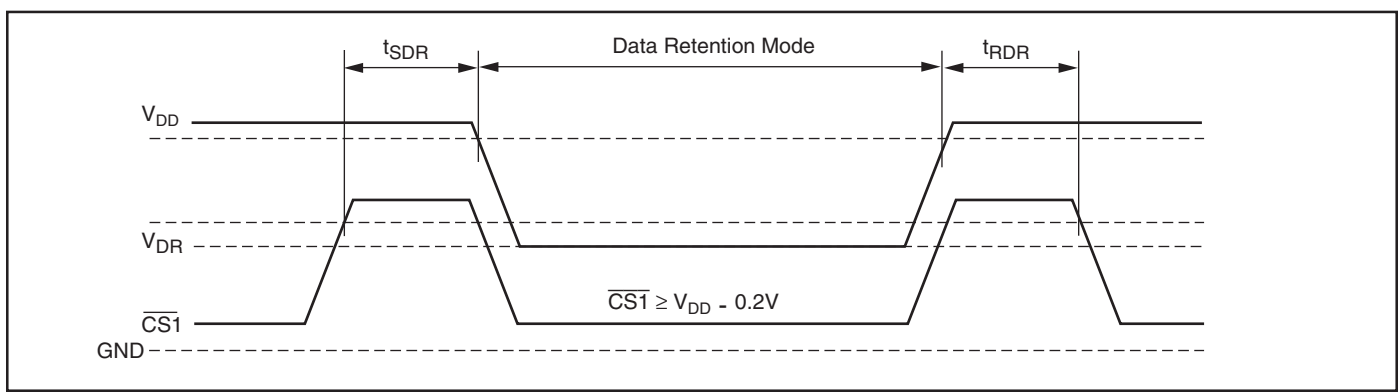 tSDR Data Retention Mode tRDR
VDD
VDR
CS1 ≥ VDD - 0.2V
CS1
GND